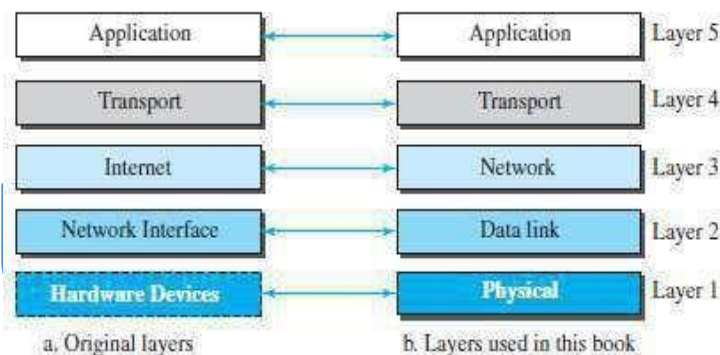 Application Application Layer 5
Transport Transport Layer 4
Internet Network Layer 3
Network Interface Data link Layer 2
Hardware Devices Physical Layer 1
a. Original layers b. Layers used in this book